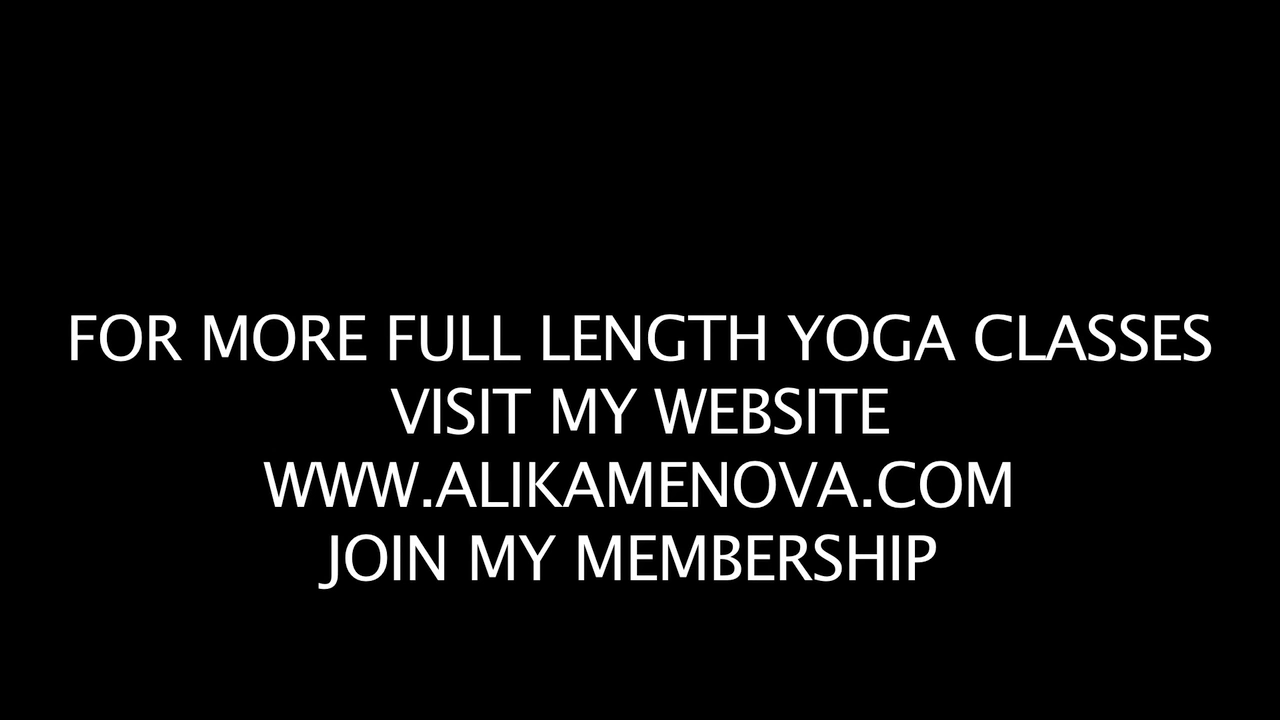 FOR MORE FULL LENGTH YOGA CLASSES
VISIT MY WEBSITE
WWW.ALIKAMENOVA.COM
JOIN MY MEMBERSHIP